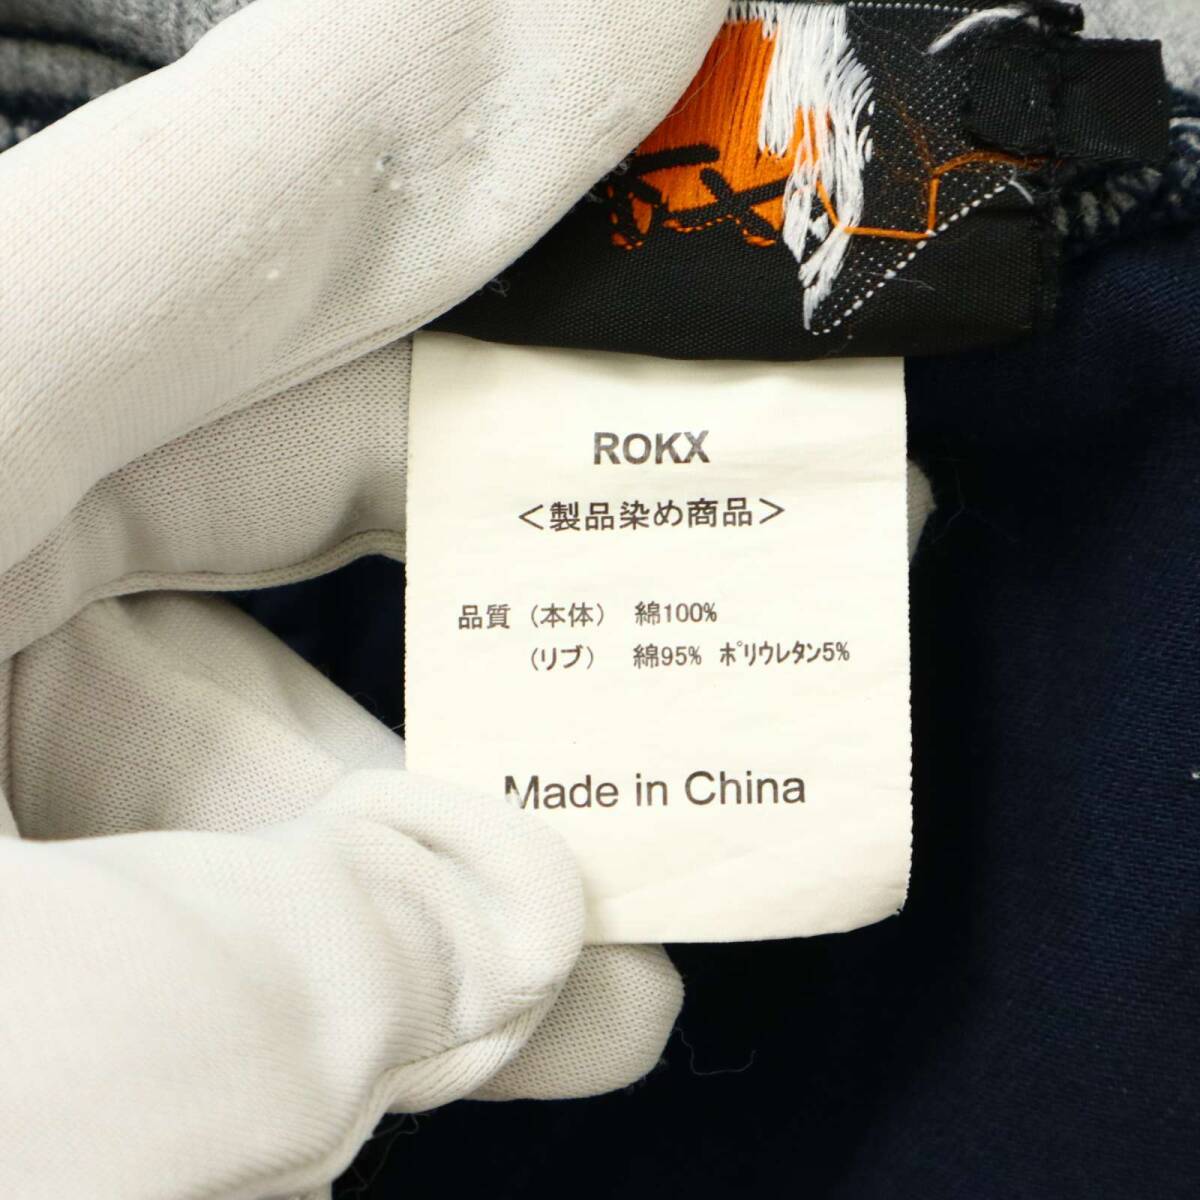 ROKX
＜製品染め商品＞
品質（本体） 綿100%
（リブ） 綿95% ﾎﾟﾘｳﾚﾀﾝ5%
Made in China